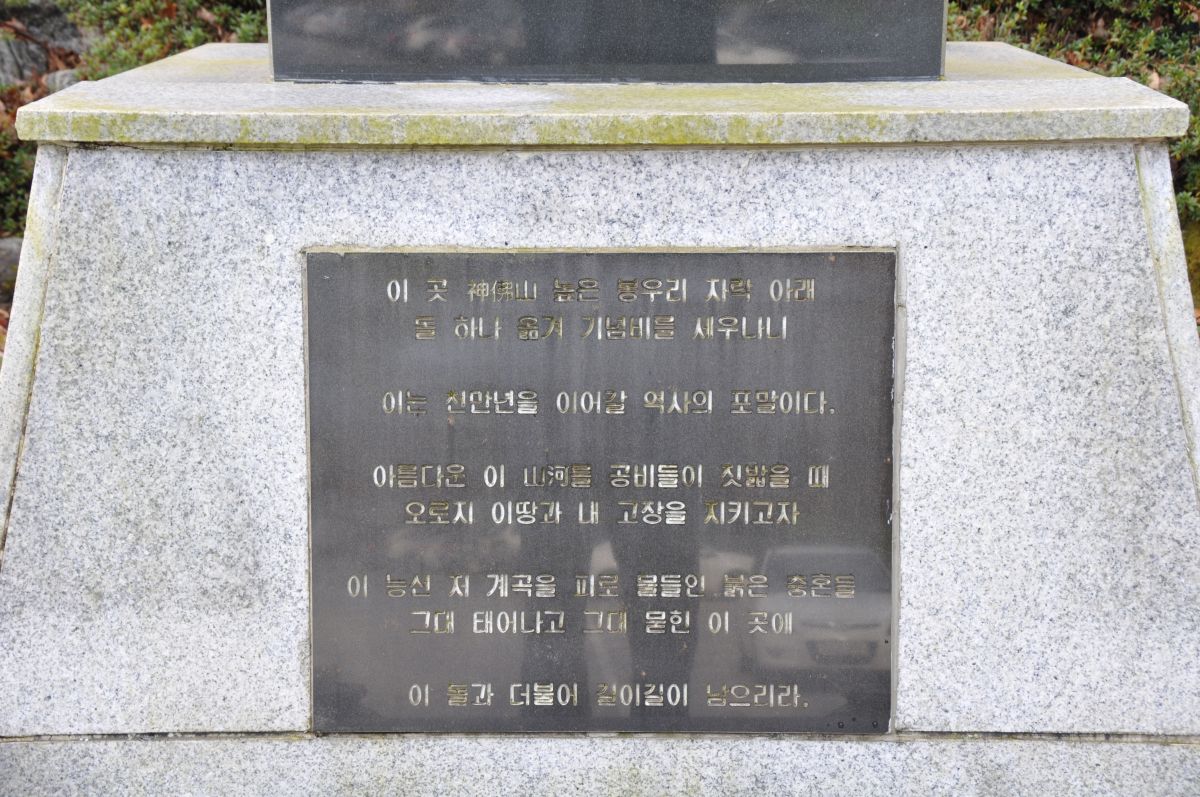 이 곳 神佛山 높은 봉우리 자락 아래
돌 하나 옮겨 기념비를 세우나니
이는 천만년을 이어갈 역사의 포말이다.
아름다운 이 山河를 공비들이 짓밟을 때
오로지 이땅과 내 고장을 지키고자
이 능선 저 계곡을 피로 물들인 붉은 충혼들
그대 태어나고 그대 묻힌 이 곳에
이 돌과 더불어 길이길이 남으리라.